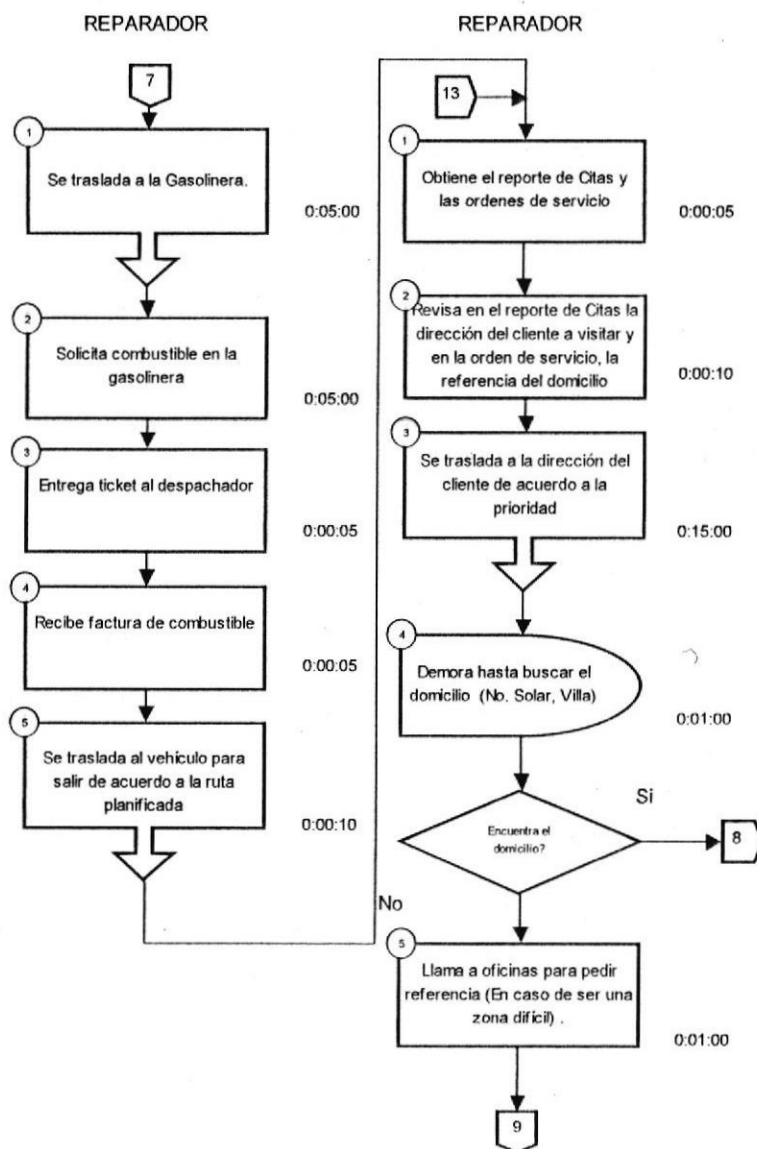 REPARADOR
7
1
Se traslada a la Gasolinera.
0:05:00
2
Solicita combustible en la
gasolinera
0:05:00
3
Entrega ticket al despachador
0:00:05
4
Recibe factura de combustible
0:00:05
5
Se traslada al vehículo para
salir de acuerdo a la ruta
planificada
0:00:10
REPARADOR
13
1
Obtiene el reporte de Citas y
las ordenes de servicio
0:00:05
2
Revisa en el reporte de Citas la
dirección del cliente a visitar y
en la orden de servicio, la
referencia del domicilio
0:00:10
3
Se traslada a la dirección del
cliente de acuerdo a la
prioridad
0:15:00
4
Demora hasta buscar el
domicilio (No. Solar, Villa)
0:01:00
Encuentra el
domicilio?
Si
8
No
5
Llama a oficinas para pedir
referencia (En caso de ser una
zona difícil) .
0:01:00
9